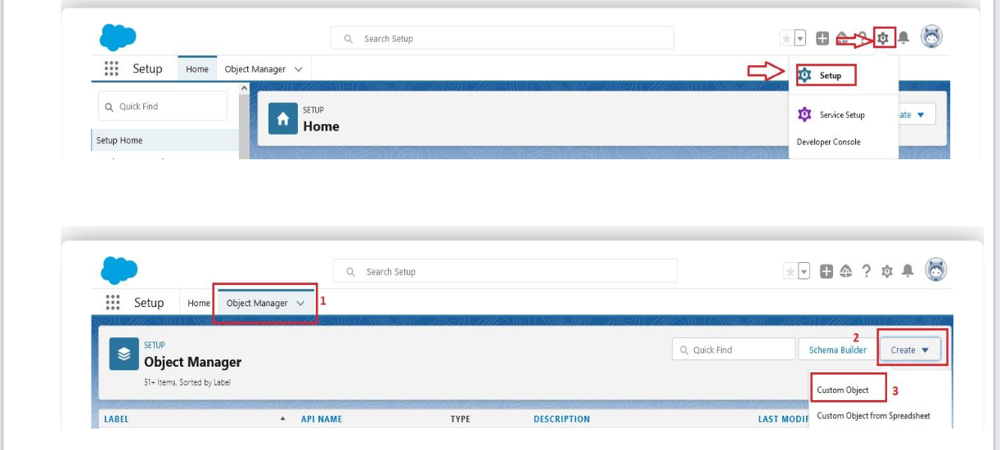 Search Setup
Setup Home Object Manager
Setup
Quick Find
SETUP
Home
Service Setup
ate
Setup Home
Developer Console
Search Setup
Setup Home Object Manager 1
SETUP
Object Manager
51+ Items, Sorted by Label
Quick Find
Schema Builder
2
Create
Custom Object 3
Custom Object from Spreadsheet
LABEL API NAME TYPE DESCRIPTION LAST MODIF